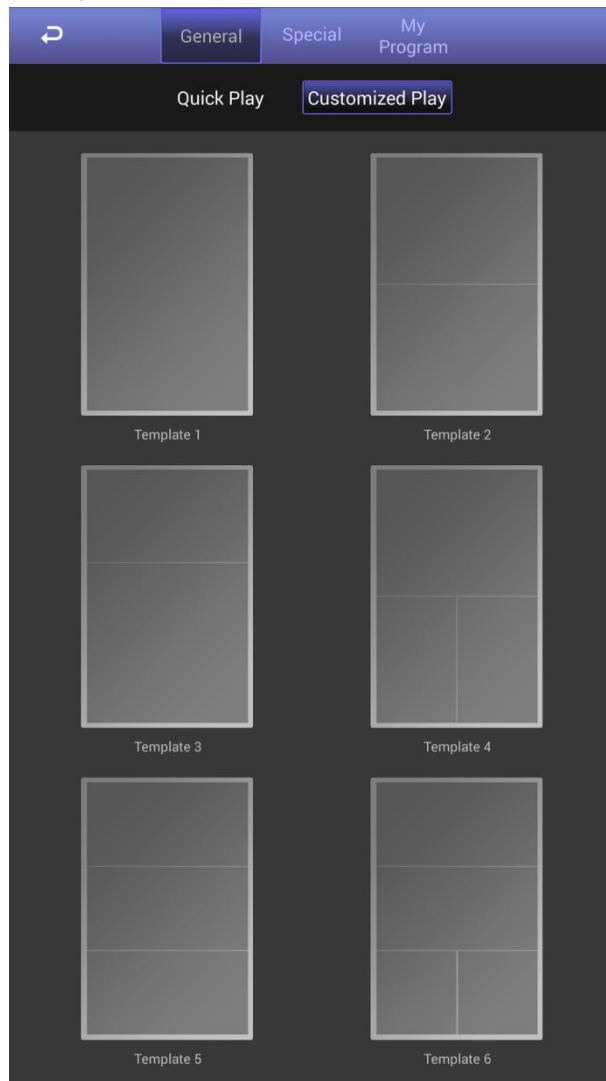 General
Special
My
Program
Quick Play
Customized Play
Template 1
Template 2
Template 3
Template 4
Template 5
Template 6